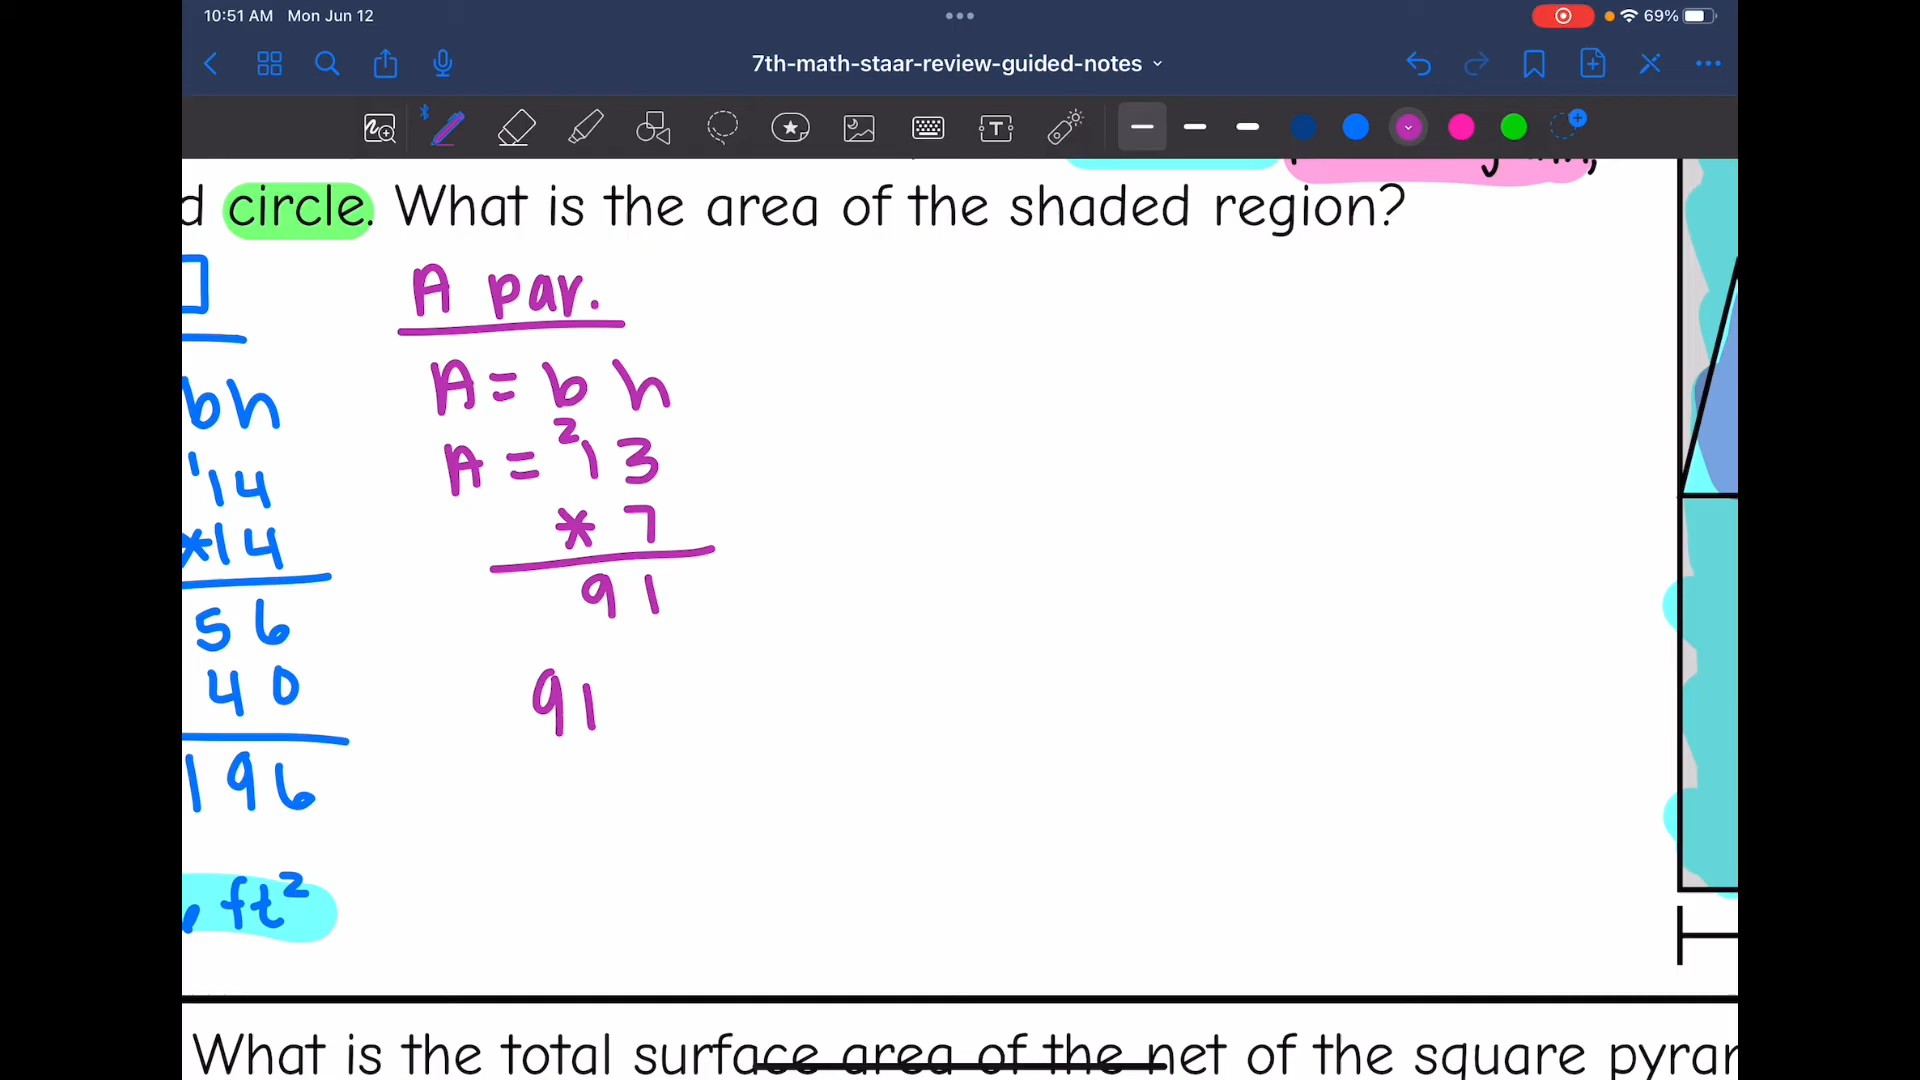 10:51 AM Mon Jun 12
69%
7th-math-staar-review-guided-notes
T
d circle. What is the area of the shaded region?
bh
1
14
*14
56
40
196
ft²
A par.
A = b h
2
A = 13
* 7
91
91
What is the total surface area of the net of the square pyra